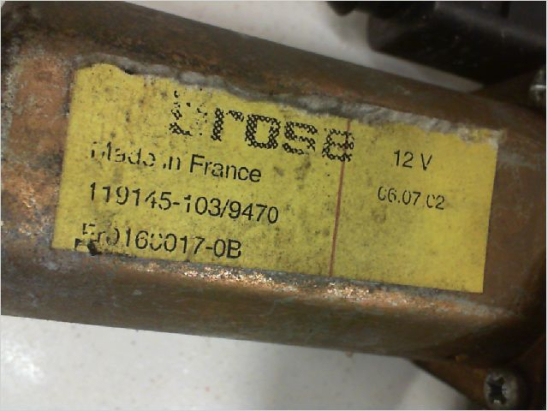 Brose
Made in France
12 V
119145-103/9470
06.07.02
0160017-0B